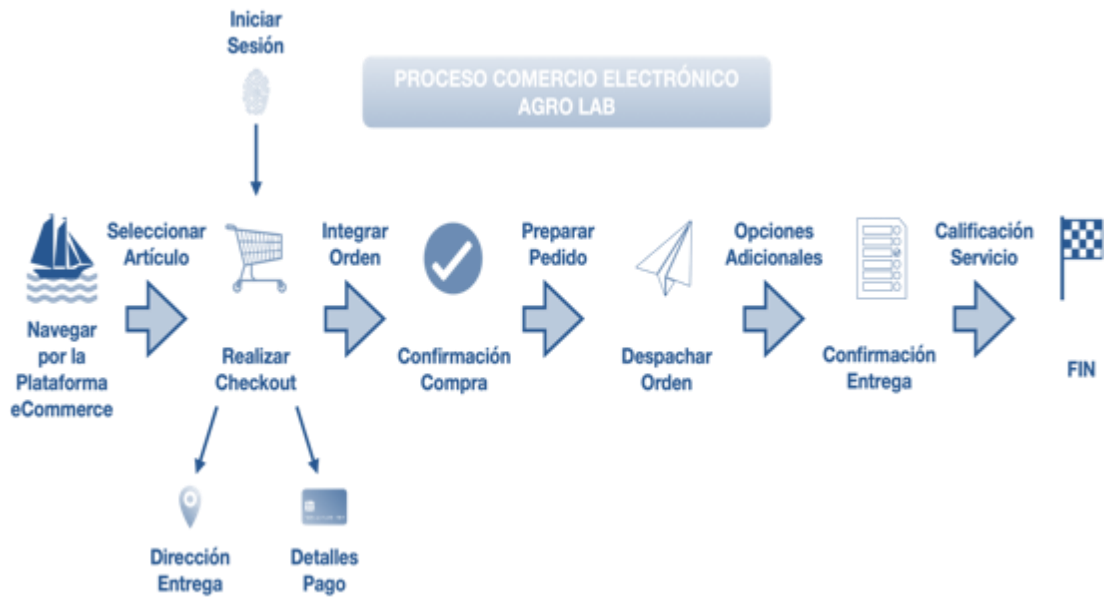 Iniciar
Sesión
PROCESO COMERCIO ELECTRÓNICO
AGRO LAB
Seleccionar
Artículo
Integrar
Orden
Preparar
Pedido
Opciones
Adicionales
Calificación
Servicio
Navegar
por la
Plataforma
eCommerce
Realizar
Checkout
Confirmación
Compra
Despachar
Orden
Confirmación
Entrega
FIN
Dirección
Entrega
Detalles
Pago